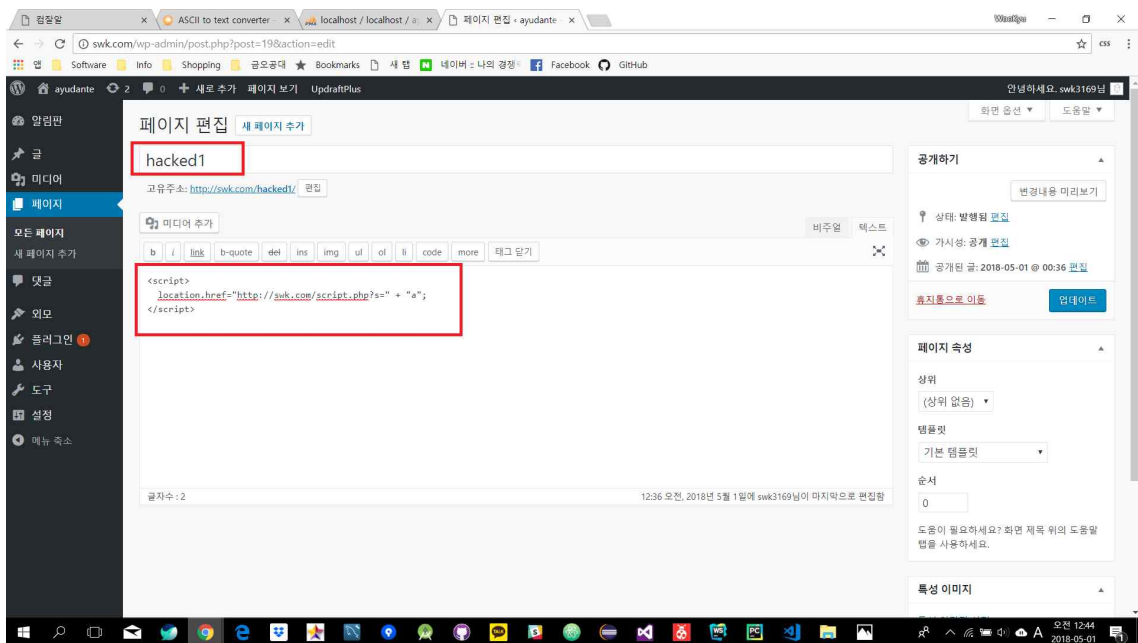 컴잘알
ASCII to text converter -
localhost / localhost / a
페이지 편집 ‹ ayudante
WooKyu
swk.com/wp-admin/post.php?post=19&action=edit
CSS
앱 Software Info Shopping 금오공대 Bookmarks 새 탭 네이버 :: 나의 경쟁 Facebook GitHub
ayudante 2 0 새로 추가 페이지 보기 UpdraftPlus 안녕하세요. swk3169님
알림판
글
미디어
페이지
모든 페이지
새 페이지 추가
댓글
외모
플러그인 1
사용자
도구
설정
메뉴 축소
화면 옵션 ▼ 도움말 ▼
페이지 편집 새 페이지 추가
hacked1
고유주소: http://swk.com/hacked1/ 편집
미디어 추가
비주얼 텍스트
b i link b-quote del ins img ul ol li code more 태그 닫기
<script>
location.href="http://swk.com/script.php?s=" + "a";
</script>
글자수 : 2
12:36 오전, 2018년 5월 1일에 swk3169님이 마지막으로 편집함
공개하기
변경내용 미리보기
상태: 발행됨 편집
가시성: 공개 편집
공개된 글: 2018-05-01 @ 00:36 편집
휴지통으로 이동 업데이트
페이지 속성
상위
(상위 없음) ▼
템플릿
기본 템플릿 ▼
순서
0
도움이 필요하세요? 화면 제목 위의 도움말
탭을 사용하세요.
특성 이미지
오전 12:44
2018-05-01